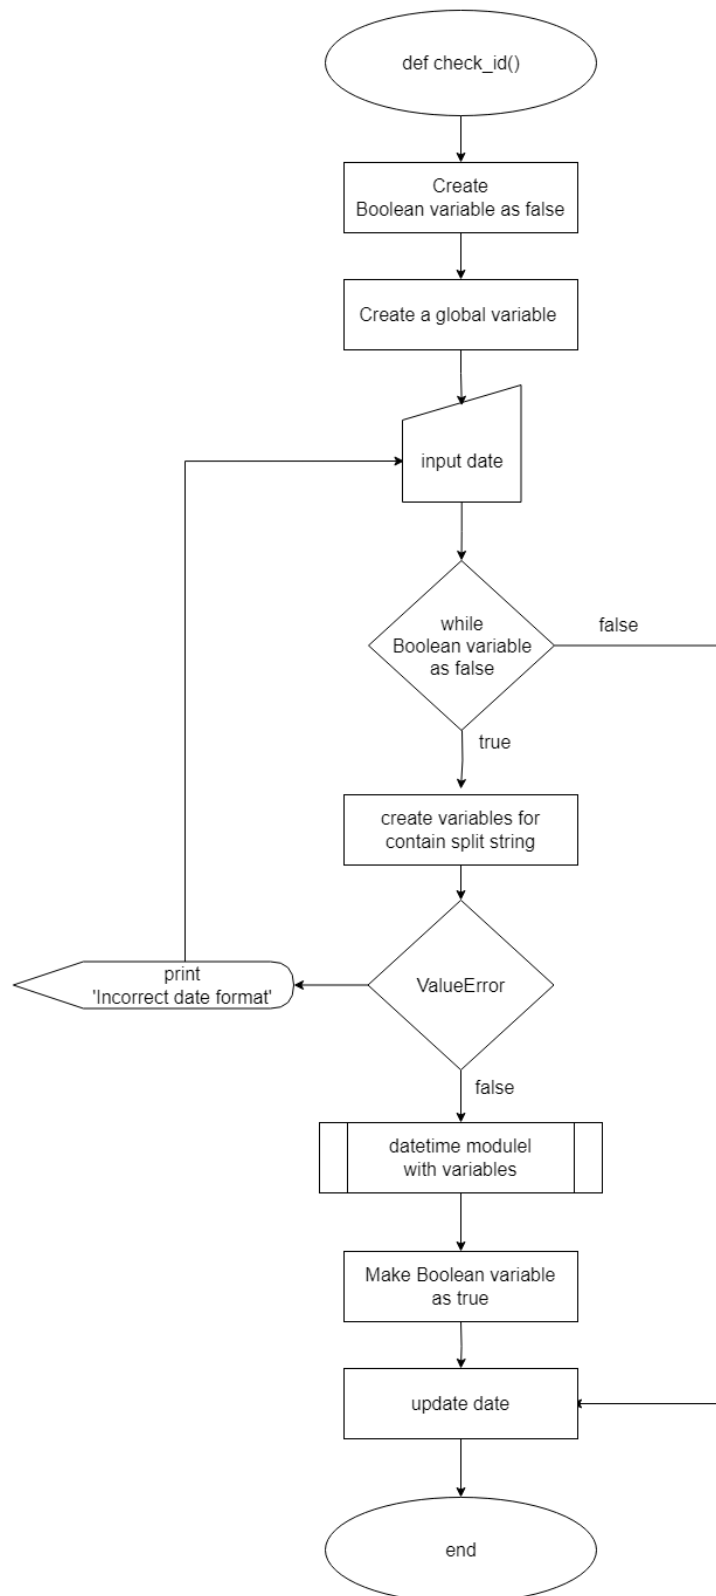 def check_id()
Create
Boolean variable as false
Create a global variable
input date
while
Boolean variable
as false
false
true
create variables for
contain split string
ValueError
print
'Incorrect date format'
false
datetime modulel
with variables
Make Boolean variable
as true
update date
end